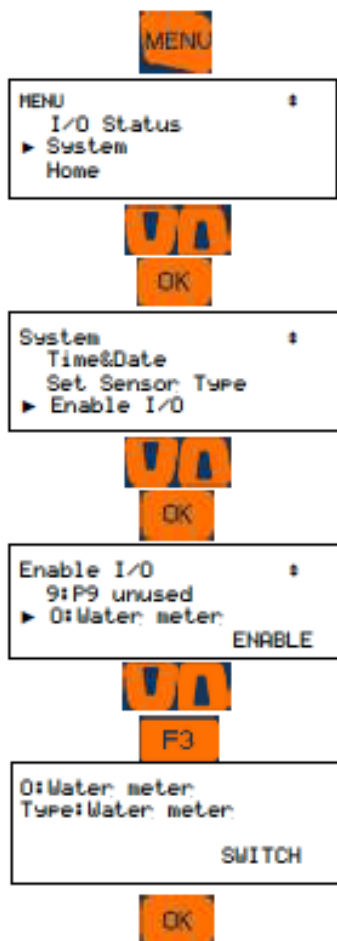 MENU
MENU
I/O Status
System
Home
OK
System
Time&Date
Set Sensor Type
Enable I/O
OK
Enable I/O
9:P9 unused
0:Water meter
ENABLE
F3
0:Water meter
Type:Water meter
SWITCH
OK